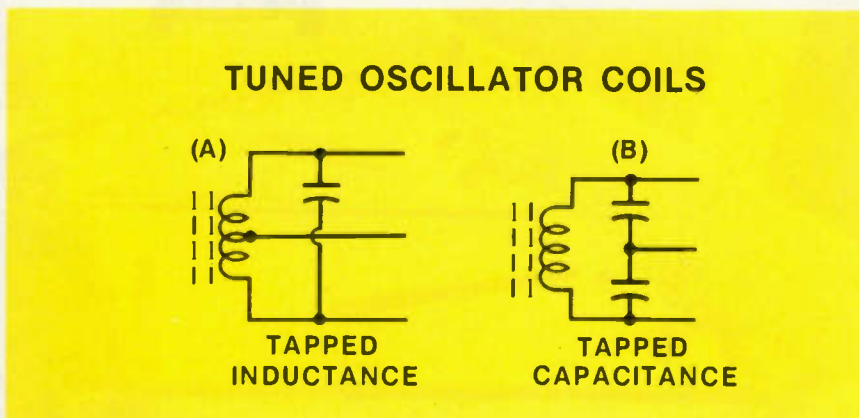 TUNED OSCILLATOR COILS
(A)
(B)
TAPPED
INDUCTANCE
TAPPED
CAPACITANCE